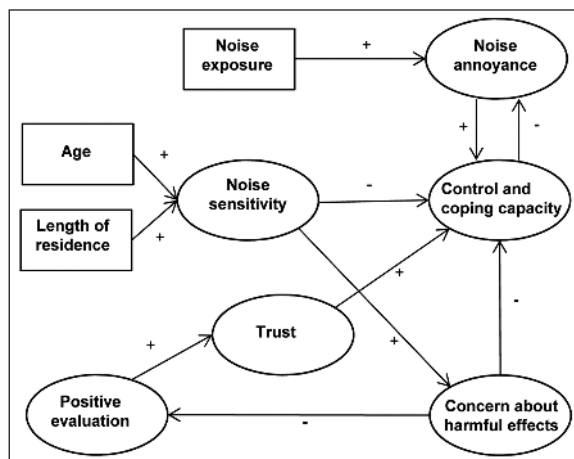 Noise
exposure
+
Noise
annoyance
+
-
Age
+
Noise
sensitivity
-
Control and
coping capacity
Length of
residence
+
+
Trust
+
-
+
Positive
evaluation
-
Concern about
harmful effects